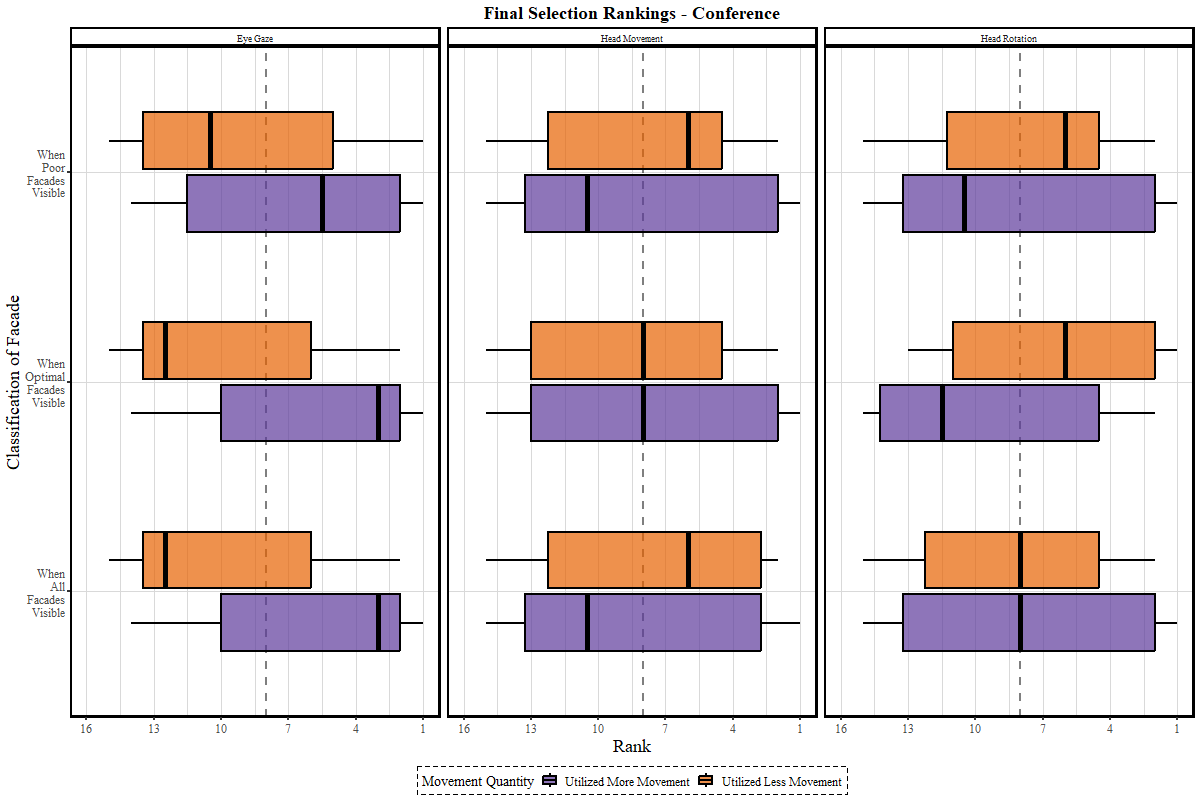 Final Selection Rankings - Conference
Eye Gaze
Head Movement
Head Rotation
Classification of Facade
When
Poor
Facades
Visible
When
Optimal
Facades
Visible
When
All
Facades
Visible
16 13 10 7 4 1
16 13 10 7 4 1
16 13 10 7 4 1
Rank
Movement Quantity Utilized More Movement Utilized Less Movement